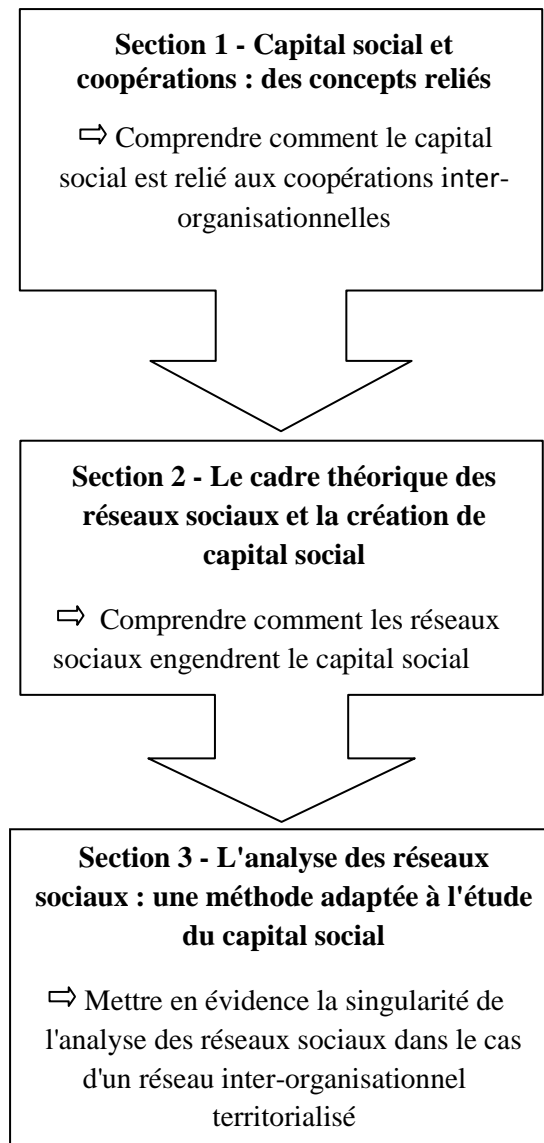 Section 1 - Capital social et
coopérations : des concepts reliés
⇨ Comprendre comment le capital
social est relié aux coopérations inter-
organisationnelles
Section 2 - Le cadre théorique des
réseaux sociaux et la création de
capital social
⇨ Comprendre comment les réseaux
sociaux engendrent le capital social
Section 3 - L'analyse des réseaux
sociaux : une méthode adaptée à l'étude
du capital social
⇨ Mettre en évidence la singularité de
l'analyse des réseaux sociaux dans le cas
d'un réseau inter-organisationnel
territorialisé